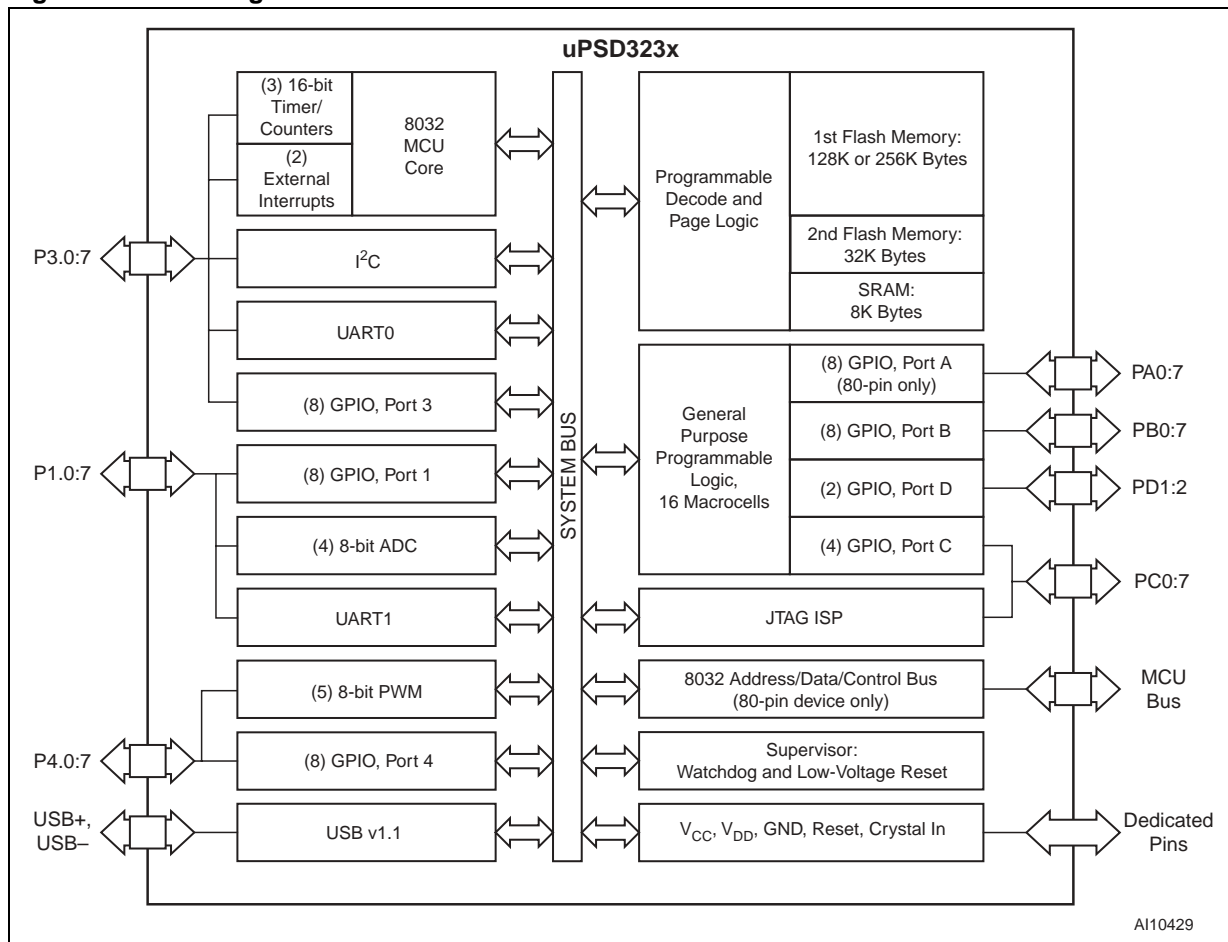 uPSD323x
(3) 16-bit
Timer/
Counters
(2)
External
Interrupts
8032
MCU
Core
P3.0:7
I²C
UART0
(8) GPIO, Port 3
P1.0:7
(8) GPIO, Port 1
(4) 8-bit ADC
UART1
(5) 8-bit PWM
P4.0:7
(8) GPIO, Port 4
USB+,
USB–
USB v1.1
SYSTEM BUS
Programmable
Decode and
Page Logic
1st Flash Memory:
128K or 256K Bytes
2nd Flash Memory:
32K Bytes
SRAM:
8K Bytes
General
Purpose
Programmable
Logic,
16 Macrocells
(8) GPIO, Port A
(80-pin only)
PA0:7
(8) GPIO, Port B
PB0:7
(2) GPIO, Port D
PD1:2
(4) GPIO, Port C
PC0:7
JTAG ISP
8032 Address/Data/Control Bus
(80-pin device only)
MCU
Bus
Supervisor:
Watchdog and Low-Voltage Reset
VCC, VDD, GND, Reset, Crystal In
Dedicated
Pins
AI10429